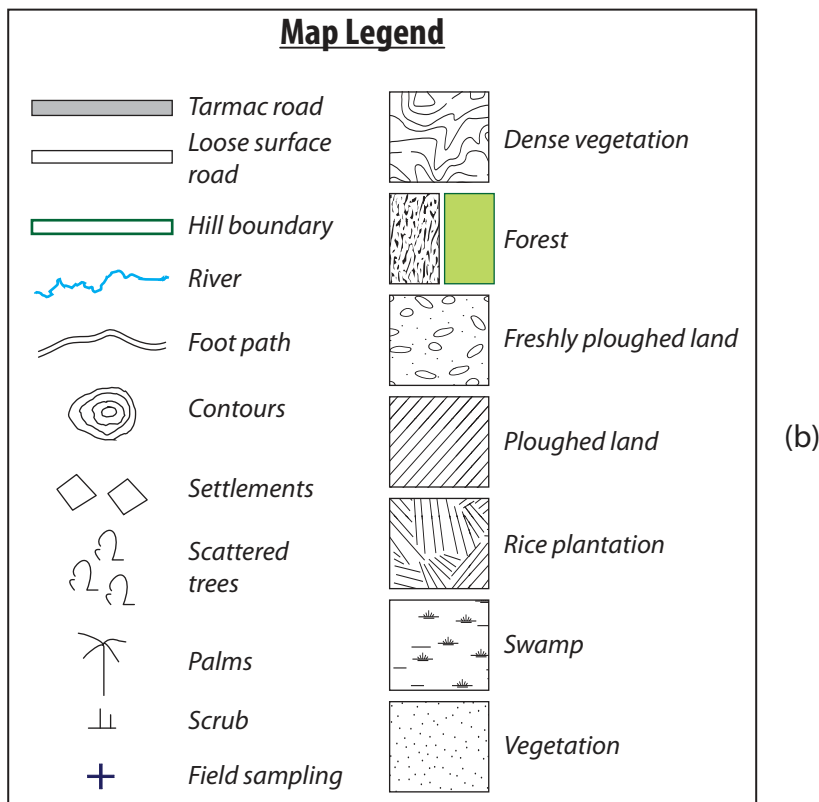 Map Legend
Tarmac road
Loose surface
road
Hill boundary
River
Foot path
Contours
Settlements
Scattered
trees
Palms
Scrub
Field sampling
Dense vegetation
Forest
Freshly ploughed land
Ploughed land
Rice plantation
Swamp
Vegetation
(b)